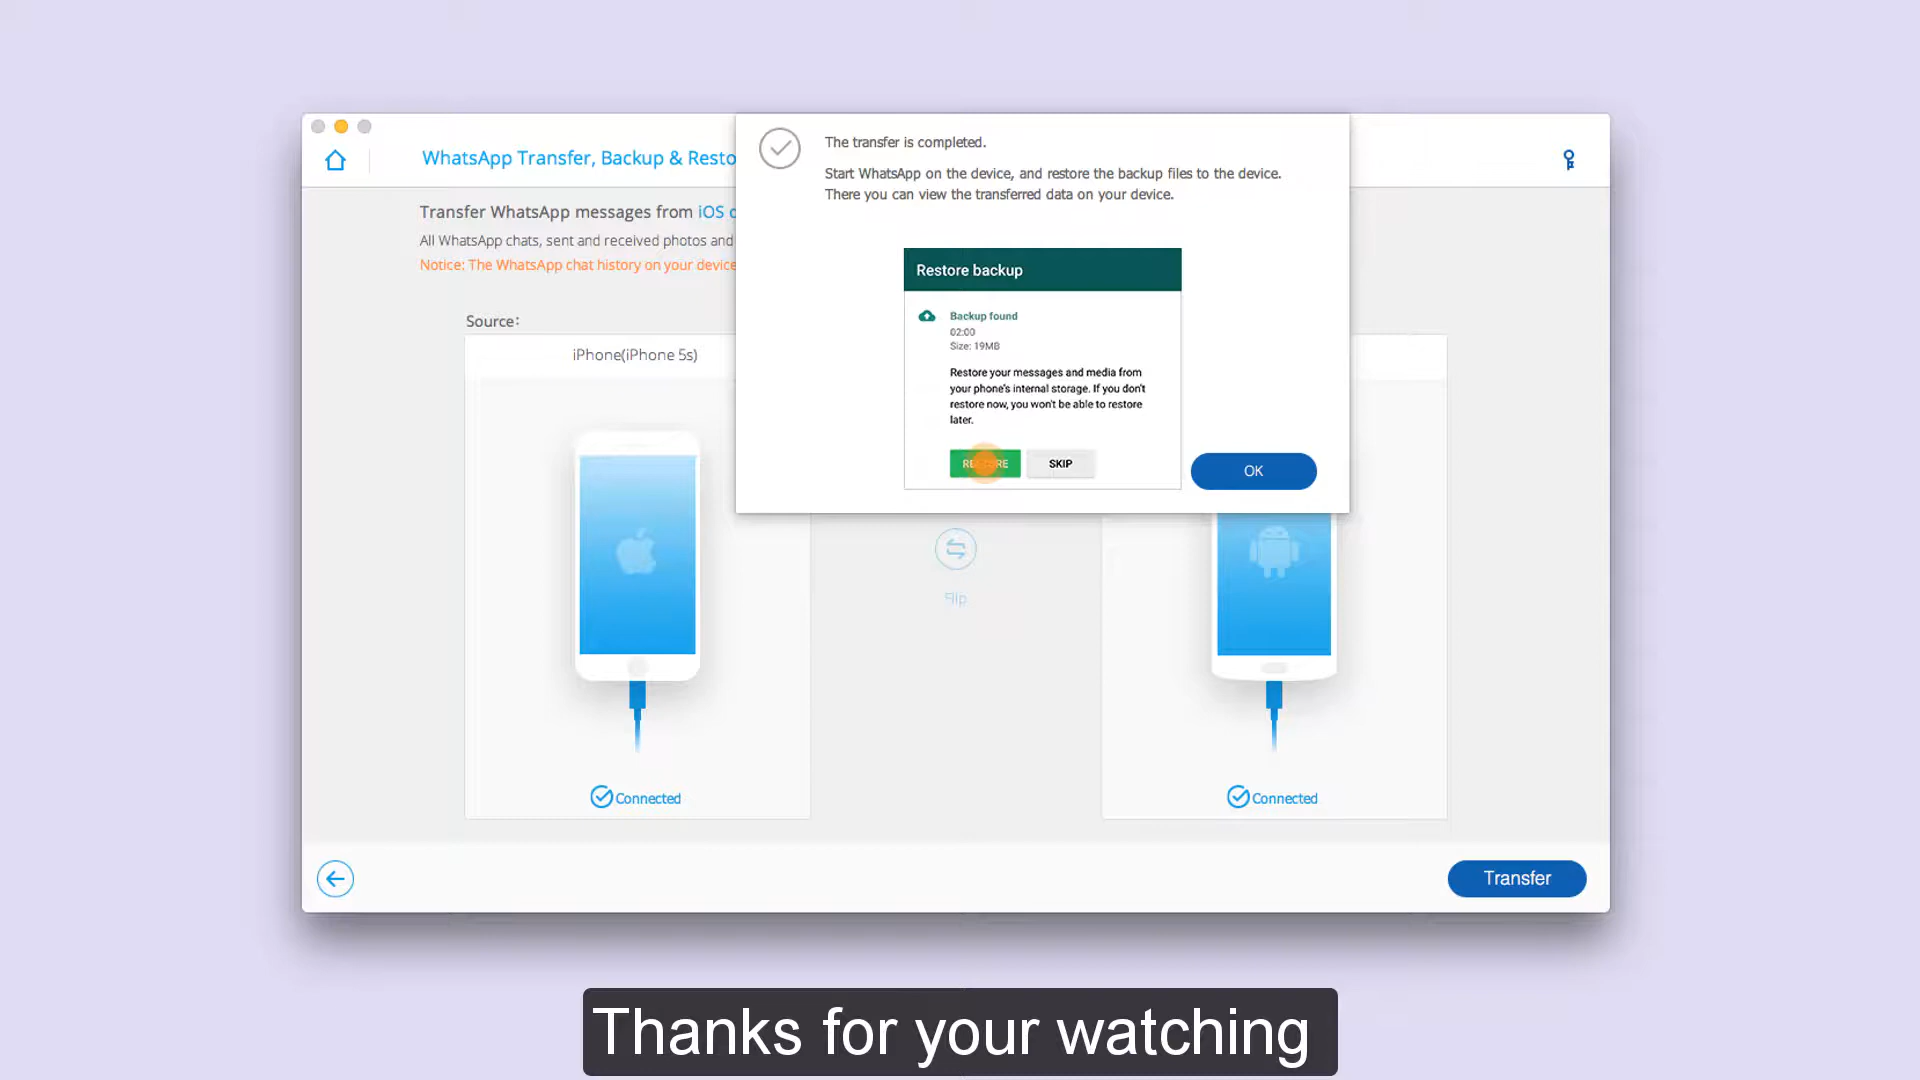 WhatsApp Transfer, Backup & Resto
Transfer WhatsApp messages from iOS
All WhatsApp chats, sent and received photos and
Notice: The WhatsApp chat history on your device
Source:
iPhone(iPhone 5s)
Connected
The transfer is completed.
Start WhatsApp on the device, and restore the backup files to the device.
There you can view the transferred data on your device.
Restore backup
Backup found
02:00
Size: 19MB
Restore your messages and media from
your phone's internal storage. If you don't
restore now, you won't be able to restore
later.
RESTORE SKIP
OK
Flip
Connected
Transfer
Thanks for your watching